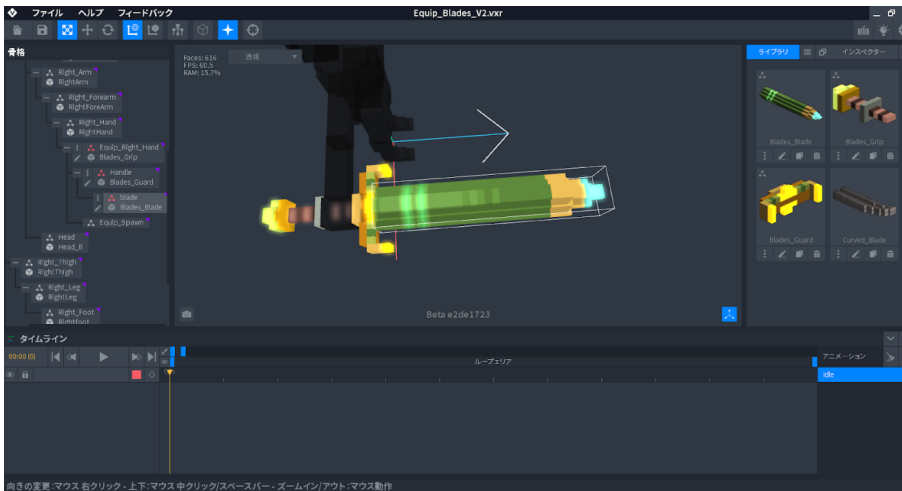 ファイル ヘルプ フィードバック Equip_Blades_V2.vxr
骨格
Right_Arm
RightArm
Right_Forearm
RightForeArm
Right_Hand
RightHand
Equip_Right_Hand
Blades_Grip
Handle
Blades_Guard
blade
Blades_Blade
Equip_Spawn
Head
Head_B
Right_Thigh
RightThigh
Right_Leg
RightLeg
Right_Foot
Rightfoot
Faces: 616
FPS: 60.5
RAM: 15.7%
透視
Beta e2de1723
ライブラリ インスペクター
Blades_Blade Blades_Grip
Blades_Guard Curved_Blade
タイムライン
00:00 (0)
ループエリア
アニメーション
Idle
向きの変更:マウス 右クリック - 上下:マウス 中クリック/スペースバー - ズームイン/アウト:マウス動作